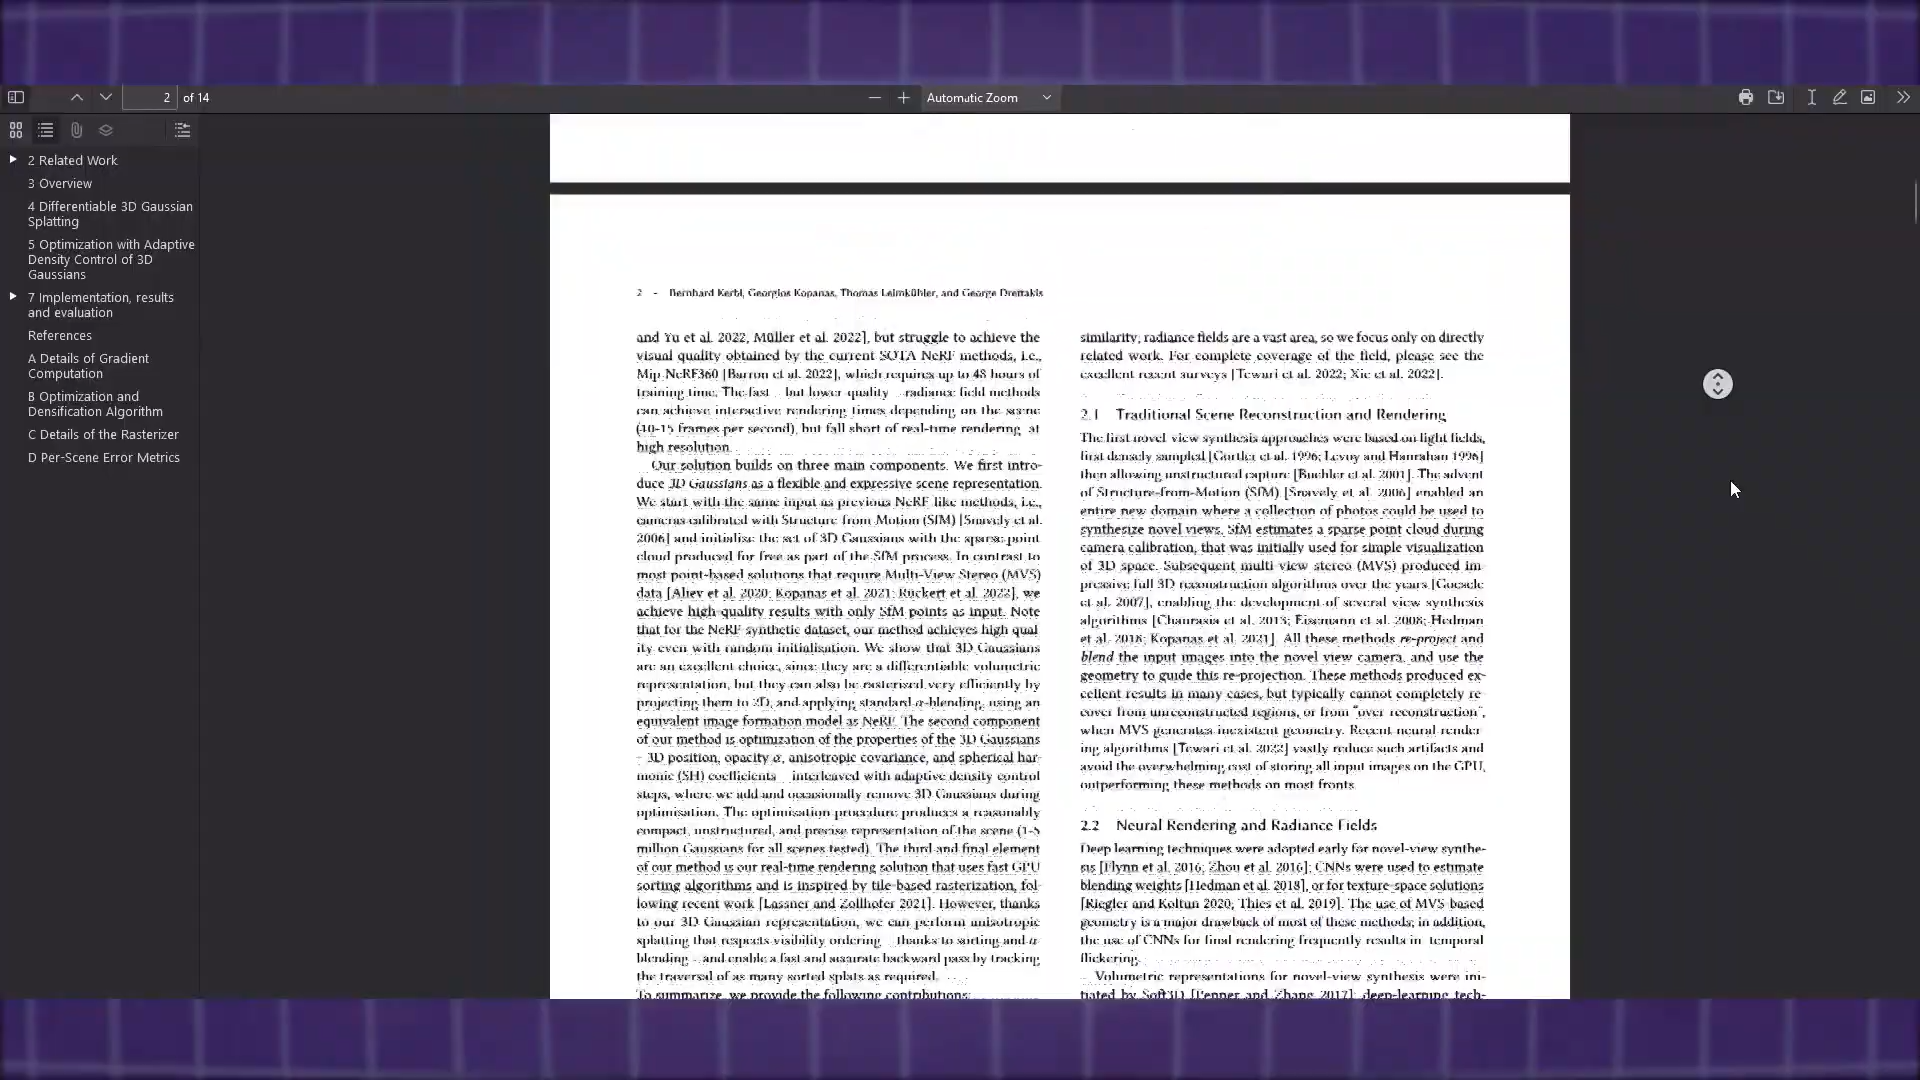 2 of 14
Automatic Zoom
2 Related Work
3 Overview
4 Differentiable 3D Gaussian
Splatting
5 Optimization with Adaptive
Density Control of 3D
Gaussians
7 Implementation, results
and evaluation
References
A Details of Gradient
Computation
B Optimization and
Densification Algorithm
C Details of the Rasterizer
D Per-Scene Error Metrics
2 - Bernhard Kerbl, Georgios Kopanas, Thomas Leimkühler, and George Drettakis
and Yu et al. 2022, Müller et al. 2022], but struggle to achieve the
visual quality obtained by the current SOTA NeRF methods, i.e.,
Mip-NeRF360 [Barron et al. 2022], which requires up to 48 hours of
training time. The fast – but lower-quality – radiance field methods
can achieve interactive rendering times depending on the scene
(10-15 frames per second), but fall short of real-time rendering at
high resolution.
Our solution builds on three main components. We first intro-
duce 3D Gaussians as a flexible and expressive scene representation.
We start with the same input as previous NeRF-like methods, i.e.,
cameras calibrated with Structure-from-Motion (SfM) [Snavely et al.
2006] and initialize the set of 3D Gaussians with the sparse point
cloud produced for free as part of the SfM process. In contrast to
most point-based solutions that require Multi-View Stereo (MVS)
data [Aliev et al. 2020; Kopanas et al. 2021; Rückert et al. 2022], we
achieve high-quality results with only SfM points as input. Note
that for the NeRF-synthetic dataset, our method achieves high qual-
ity even with random initialization. We show that 3D Gaussians
are an excellent choice, since they are a differentiable volumetric
representation, but they can also be rasterized very efficiently by
projecting them to 2D, and applying standard α-blending, using an
equivalent image formation model as NeRF. The second component
of our method is optimization of the properties of the 3D Gaussians
– 3D position, opacity α, anisotropic covariance, and spherical har-
monic (SH) coefficients – interleaved with adaptive density control
steps, where we add and occasionally remove 3D Gaussians during
optimization. The optimization procedure produces a reasonably
compact, unstructured, and precise representation of the scene (1-5
million Gaussians for all scenes tested). The third and final element
of our method is our real-time rendering solution that uses fast GPU
sorting algorithms and is inspired by tile-based rasterization, fol-
lowing recent work [Lassner and Zollhofer 2021]. However, thanks
to our 3D Gaussian representation, we can perform anisotropic
splatting that respects visibility ordering – thanks to sorting and α-
blending – and enable a fast and accurate backward pass by tracking
the traversal of as many sorted splats as required.
To summarize, we provide the following contributions:
similarity; radiance fields are a vast area, so we focus only on directly
related work. For complete coverage of the field, please see the
excellent recent surveys [Tewari et al. 2022; Xie et al. 2022].
2.1 Traditional Scene Reconstruction and Rendering
The first novel-view synthesis approaches were based on light fields,
first densely sampled [Gortler et al. 1996; Levoy and Hanrahan 1996]
then allowing unstructured capture [Buehler et al. 2001]. The advent
of Structure-from-Motion (SfM) [Snavely et al. 2006] enabled an
entire new domain where a collection of photos could be used to
synthesize novel views. SfM estimates a sparse point cloud during
camera calibration, that was initially used for simple visualization
of 3D space. Subsequent multi-view stereo (MVS) produced im-
pressive full 3D reconstruction algorithms over the years [Goesele
et al. 2007], enabling the development of several view synthesis
algorithms [Chaurasia et al. 2013; Eisemann et al. 2008; Hedman
et al. 2018; Kopanas et al. 2021]. All these methods re-project and
blend the input images into the novel view camera, and use the
geometry to guide this re-projection. These methods produced ex-
cellent results in many cases, but typically cannot completely re-
cover from unreconstructed regions, or from "over-reconstruction",
when MVS generates inexistent geometry. Recent neural render-
ing algorithms [Tewari et al. 2022] vastly reduce such artifacts and
avoid the overwhelming cost of storing all input images on the GPU,
outperforming these methods on most fronts.
2.2 Neural Rendering and Radiance Fields
Deep learning techniques were adopted early for novel-view synthe-
sis [Flynn et al. 2016; Zhou et al. 2016]; CNNs were used to estimate
blending weights [Hedman et al. 2018], or for texture-space solutions
[Riegler and Koltun 2020; Thies et al. 2019]. The use of MVS-based
geometry is a major drawback of most of these methods; in addition,
the use of CNNs for final rendering frequently results in temporal
flickering.
Volumetric representations for novel-view synthesis were ini-
tiated by Soft3D [Penner and Zhang 2017]; deep-learning tech-